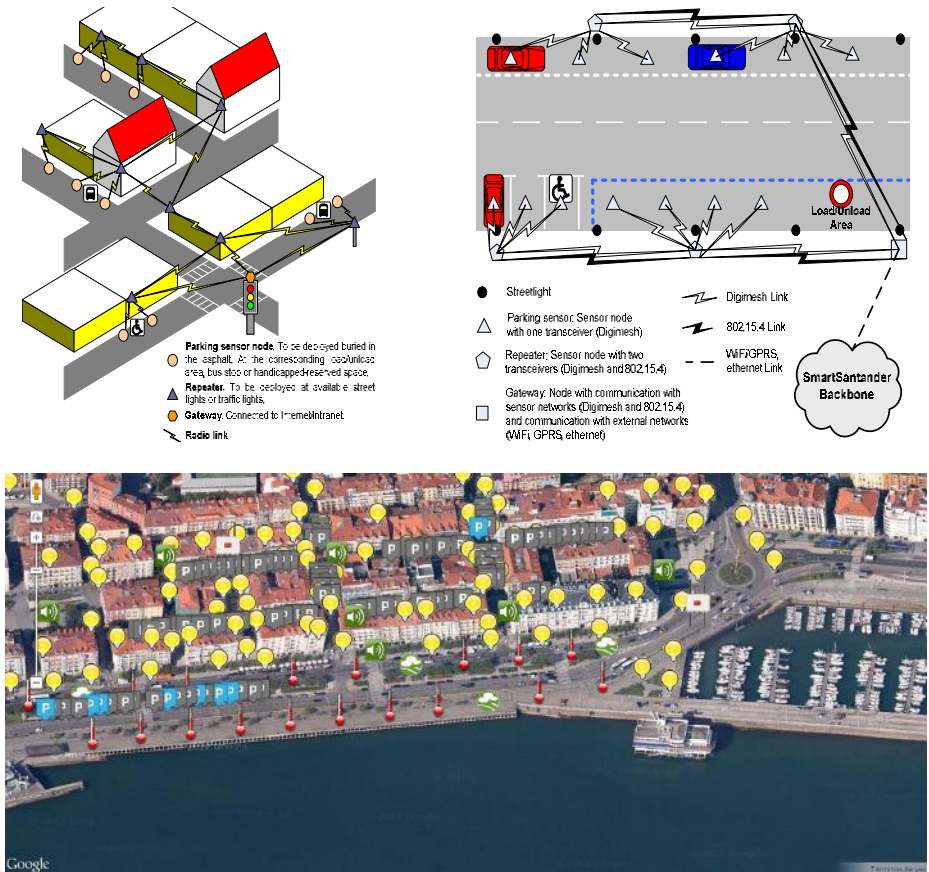 Parking sensor node. To be deployed buried in
the asphalt. At the corresponding load/unload
area, bus stop or handicapped-reserved space,
Repeater. To be deployed at available street
lights or traffic lights,
Gateway. Connected to Internet/Intranet.
Radio link
Load/Unload
Area
Streetlight
Parking sensor: Sensor node
with one transceiver (Digimesh)
Repeater: Sensor node with two
transceivers (Digimesh and 802.15.4)
Gateway: Node with communication with
sensor networks (Digimesh and 802.15.4)
and communication with external networks
(WiFi, GPRS, ethernet)
Digimesh Link
802.15.4 Link
WiFi/GPRS,
ethernet Link
SmartSantander
Backbone
Google